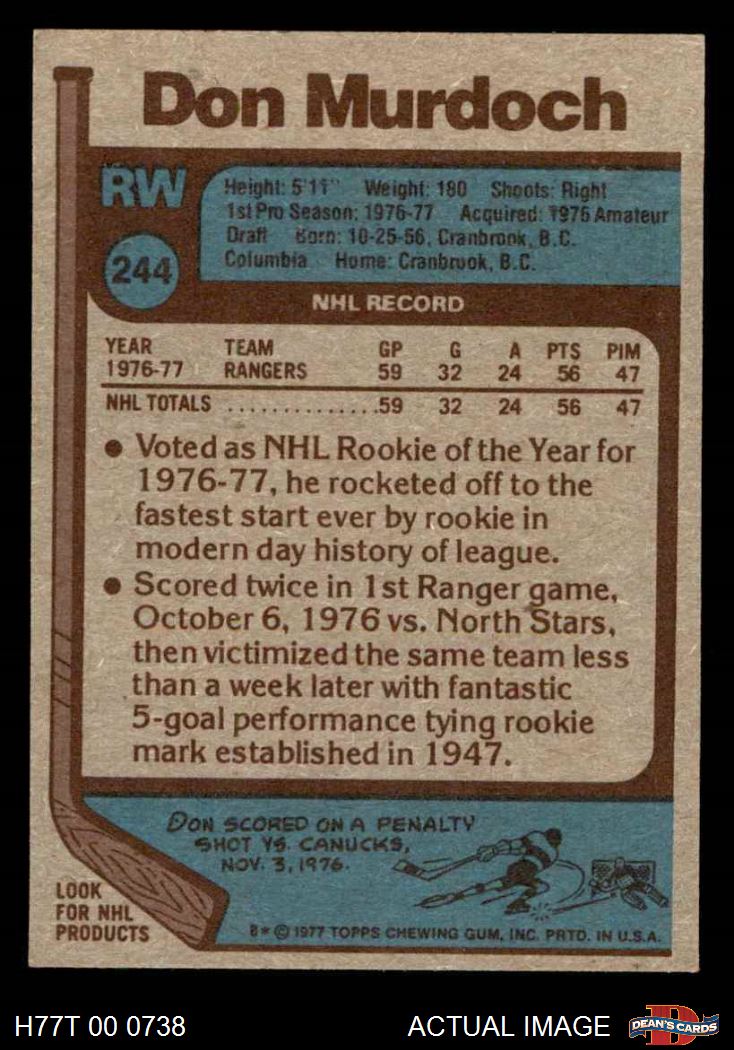 Don Murdoch
RW
Height: 5'11" Weight: 180 Shoots: Right
1st Pro Season: 1976-77 Acquired: 1976 Amateur
Draft Born: 10-25-56, Cranbrook, B.C.
Columbia Home: Cranbrook, B.C.
244
NHL RECORD
YEAR TEAM GP G A PTS PIM
1976-77 RANGERS 59 32 24 56 47
NHL TOTALS ..............59 32 24 56 47
● Voted as NHL Rookie of the Year for
1976-77, he rocketed off to the
fastest start ever by rookie in
modern day history of league.
● Scored twice in 1st Ranger game,
October 6, 1976 vs. North Stars,
then victimized the same team less
than a week later with fantastic
5-goal performance tying rookie
mark established in 1947.
DON SCORED ON A PENALTY
SHOT VS. CANUCKS,
NOV. 3, 1976.
LOOK
FOR NHL
PRODUCTS
B* © 1977 TOPPS CHEWING GUM, INC. PRTD. IN U.S.A.
H77T 00 0738 ACTUAL IMAGE
D
DEAN'S CARDS